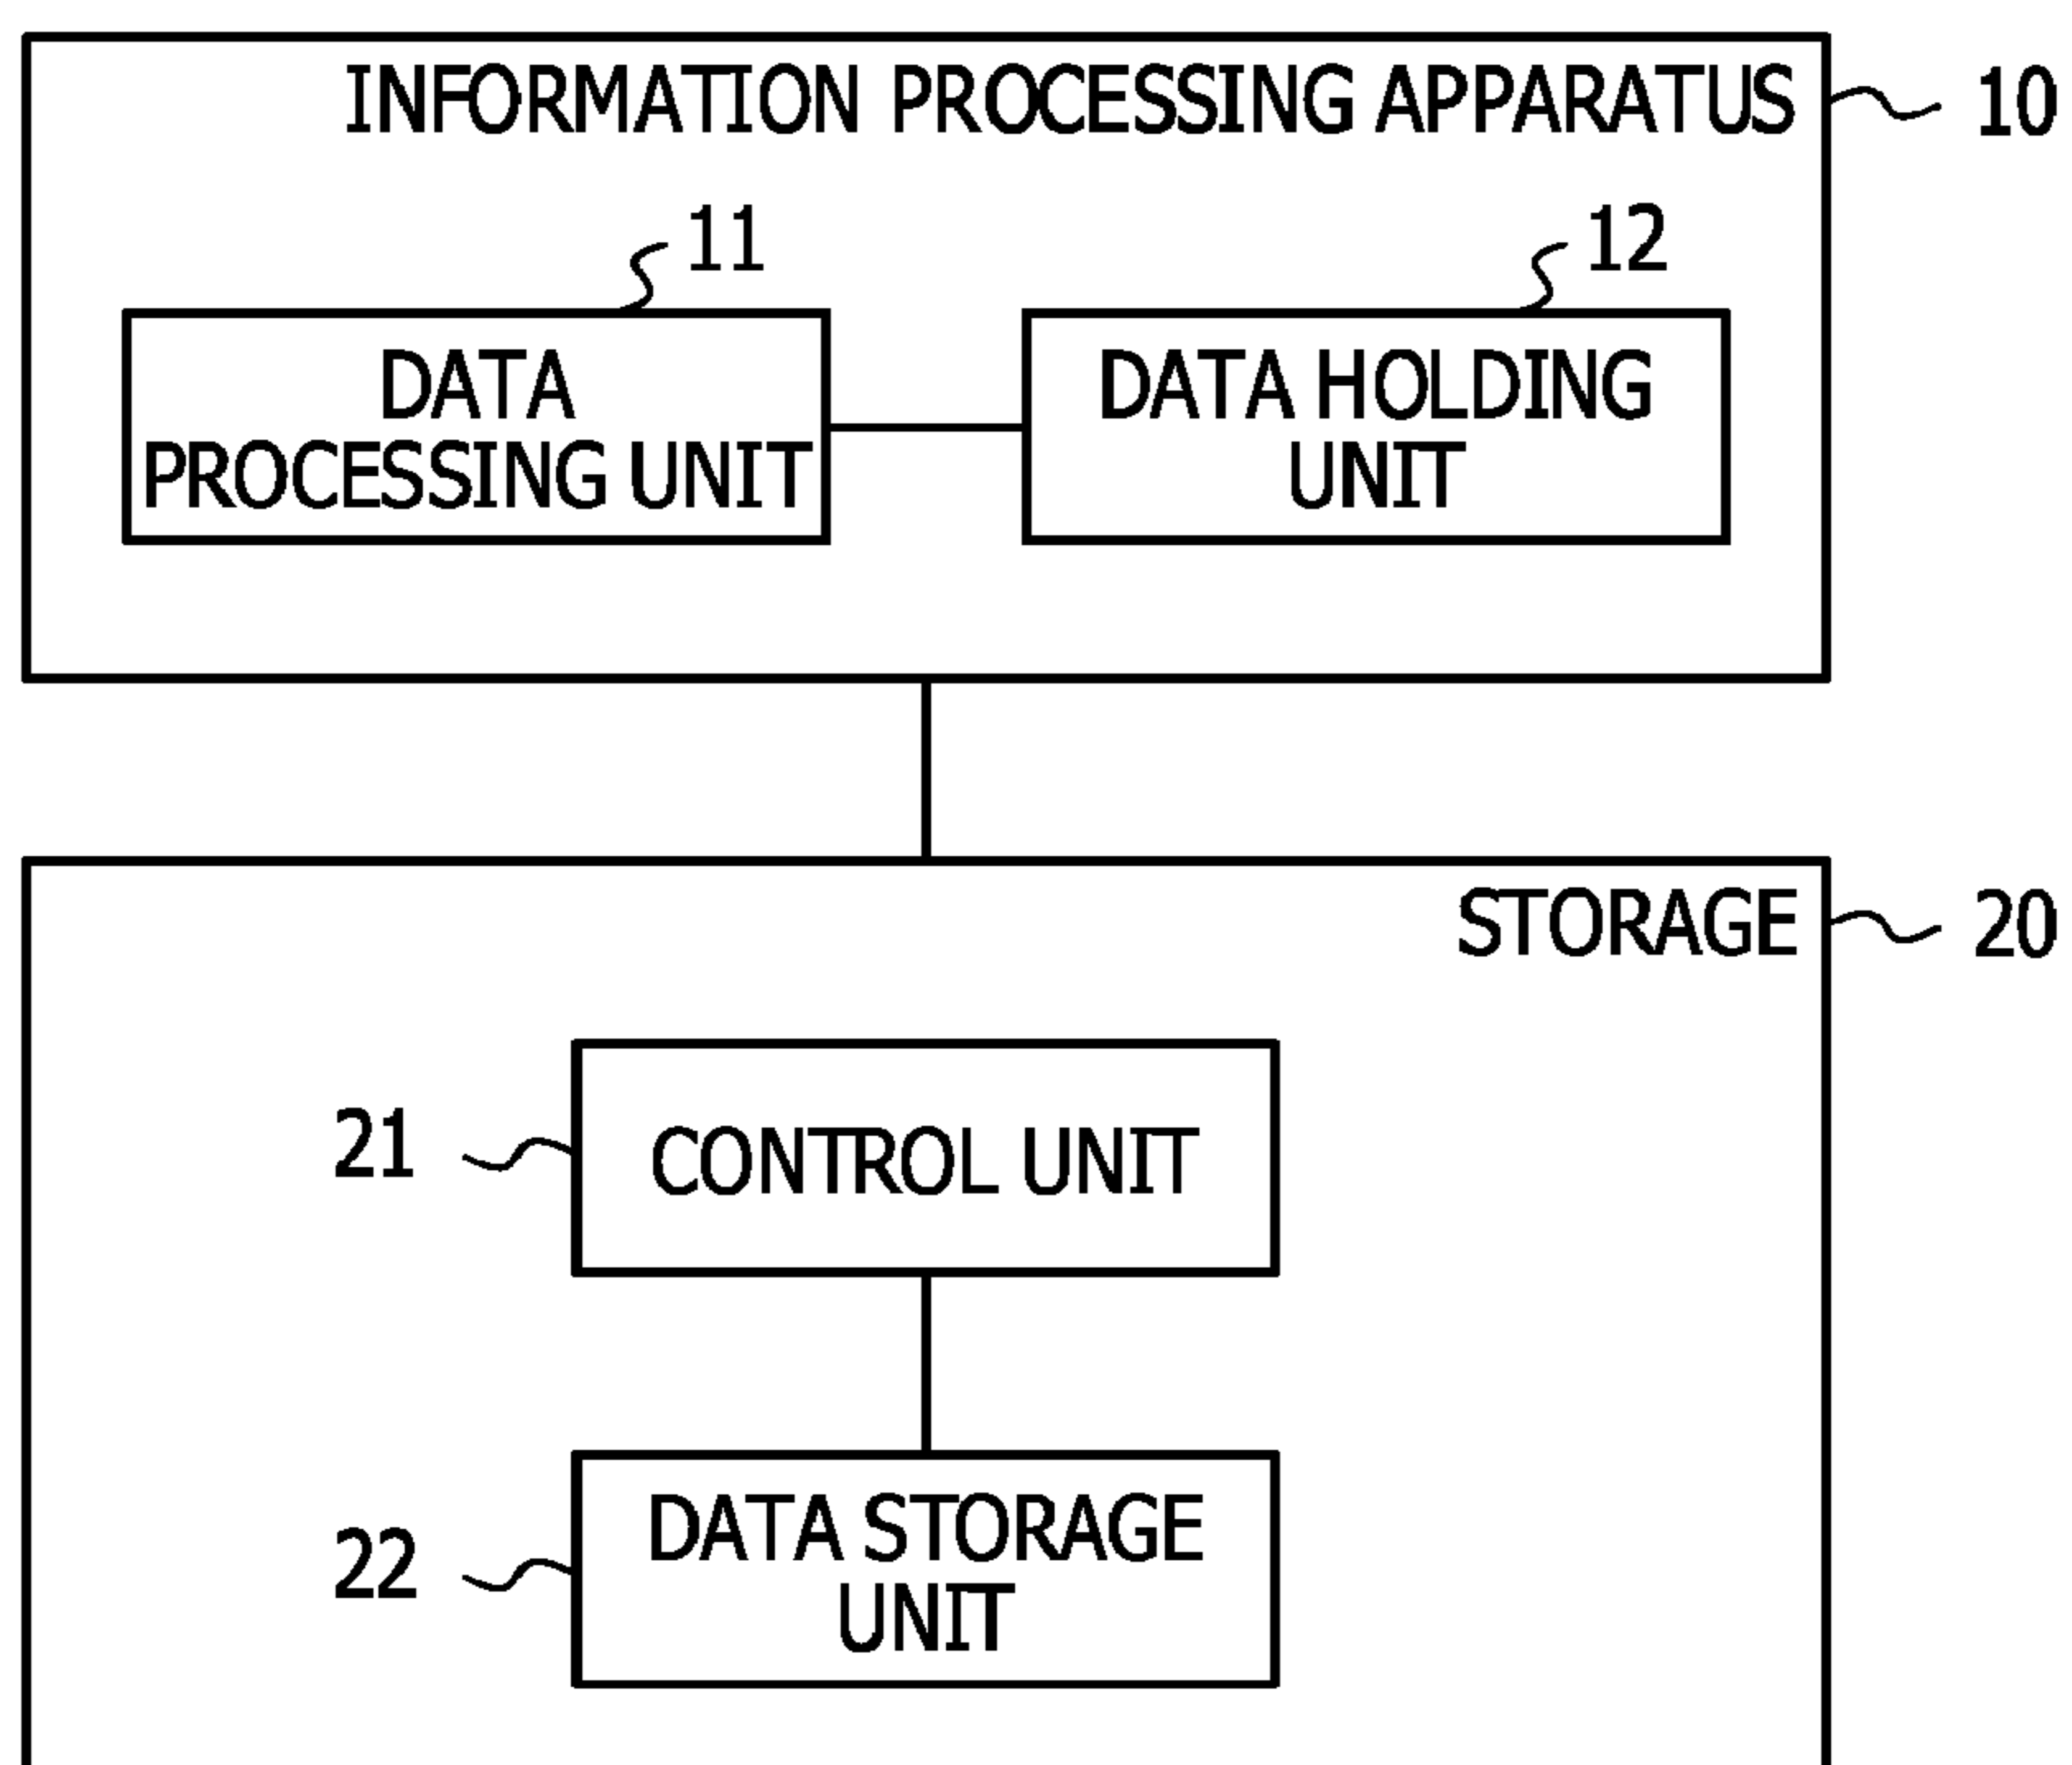 INFORMATION PROCESSING APPARATUS
10
11
12
DATA
PROCESSING UNIT
DATA HOLDING
UNIT
STORAGE
20
21
CONTROL UNIT
22
DATA STORAGE
UNIT